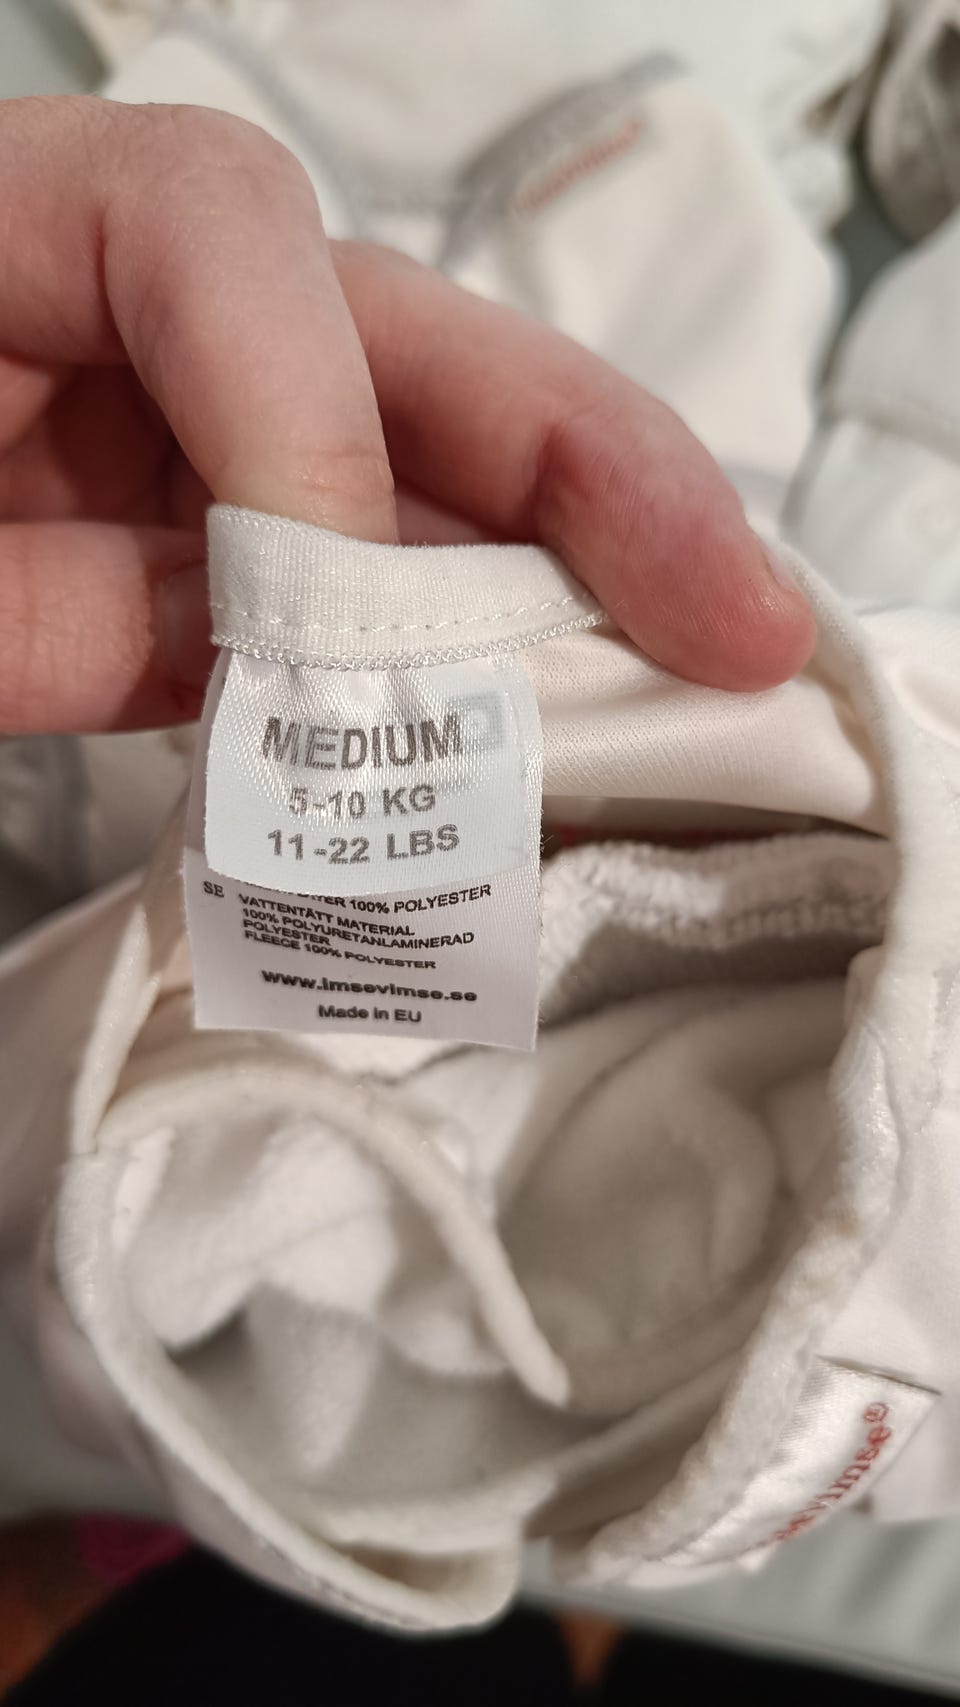 MEDIUM
5-10 KG
11-22 LBS
SE
100% POLYESTER
VATTENTÄTT MATERIAL
100% POLYURETANLAMINERAD
POLYESTER
FLEECE 100% POLYESTER
www.imsevimse.se
Made in EU
vimse®